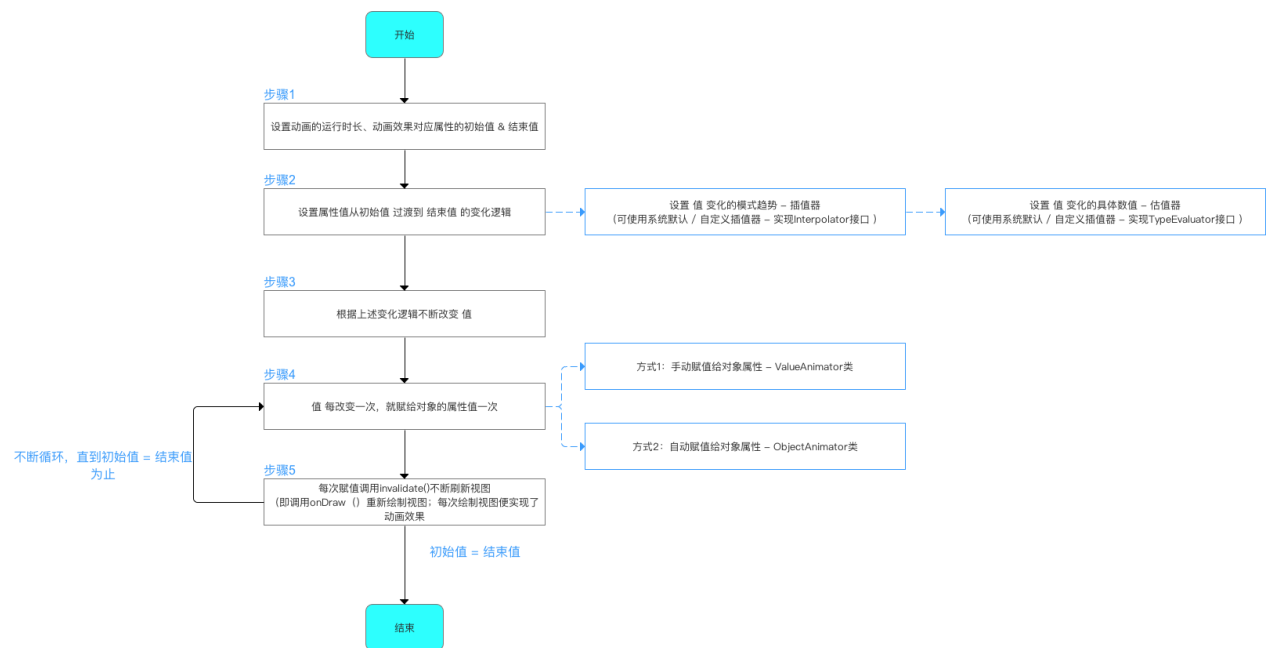 开始
步骤1
设置动画的运行时长、动画效果对应属性的初始值 & 结束值
步骤2
设置属性值从初始值 过渡到 结束值 的变化逻辑
设置 值 变化的模式趋势 – 插值器
（可使用系统默认 / 自定义插值器 – 实现Interpolator接口 ）
设置 值 变化的具体数值 – 估值器
（可使用系统默认 / 自定义插值器 – 实现TypeEvaluator接口 ）
步骤3
根据上述变化逻辑不断改变 值
步骤4
值 每改变一次，就赋给对象的属性值一次
方式1：手动赋值给对象属性 – ValueAnimator类
方式2：自动赋值给对象属性 – ObjectAnimator类
不断循环，直到初始值 = 结束值
为止
步骤5
每次赋值调用invalidate()不断刷新视图
（即调用onDraw（）重新绘制视图；每次绘制视图便实现了
动画效果
初始值 = 结束值
结束